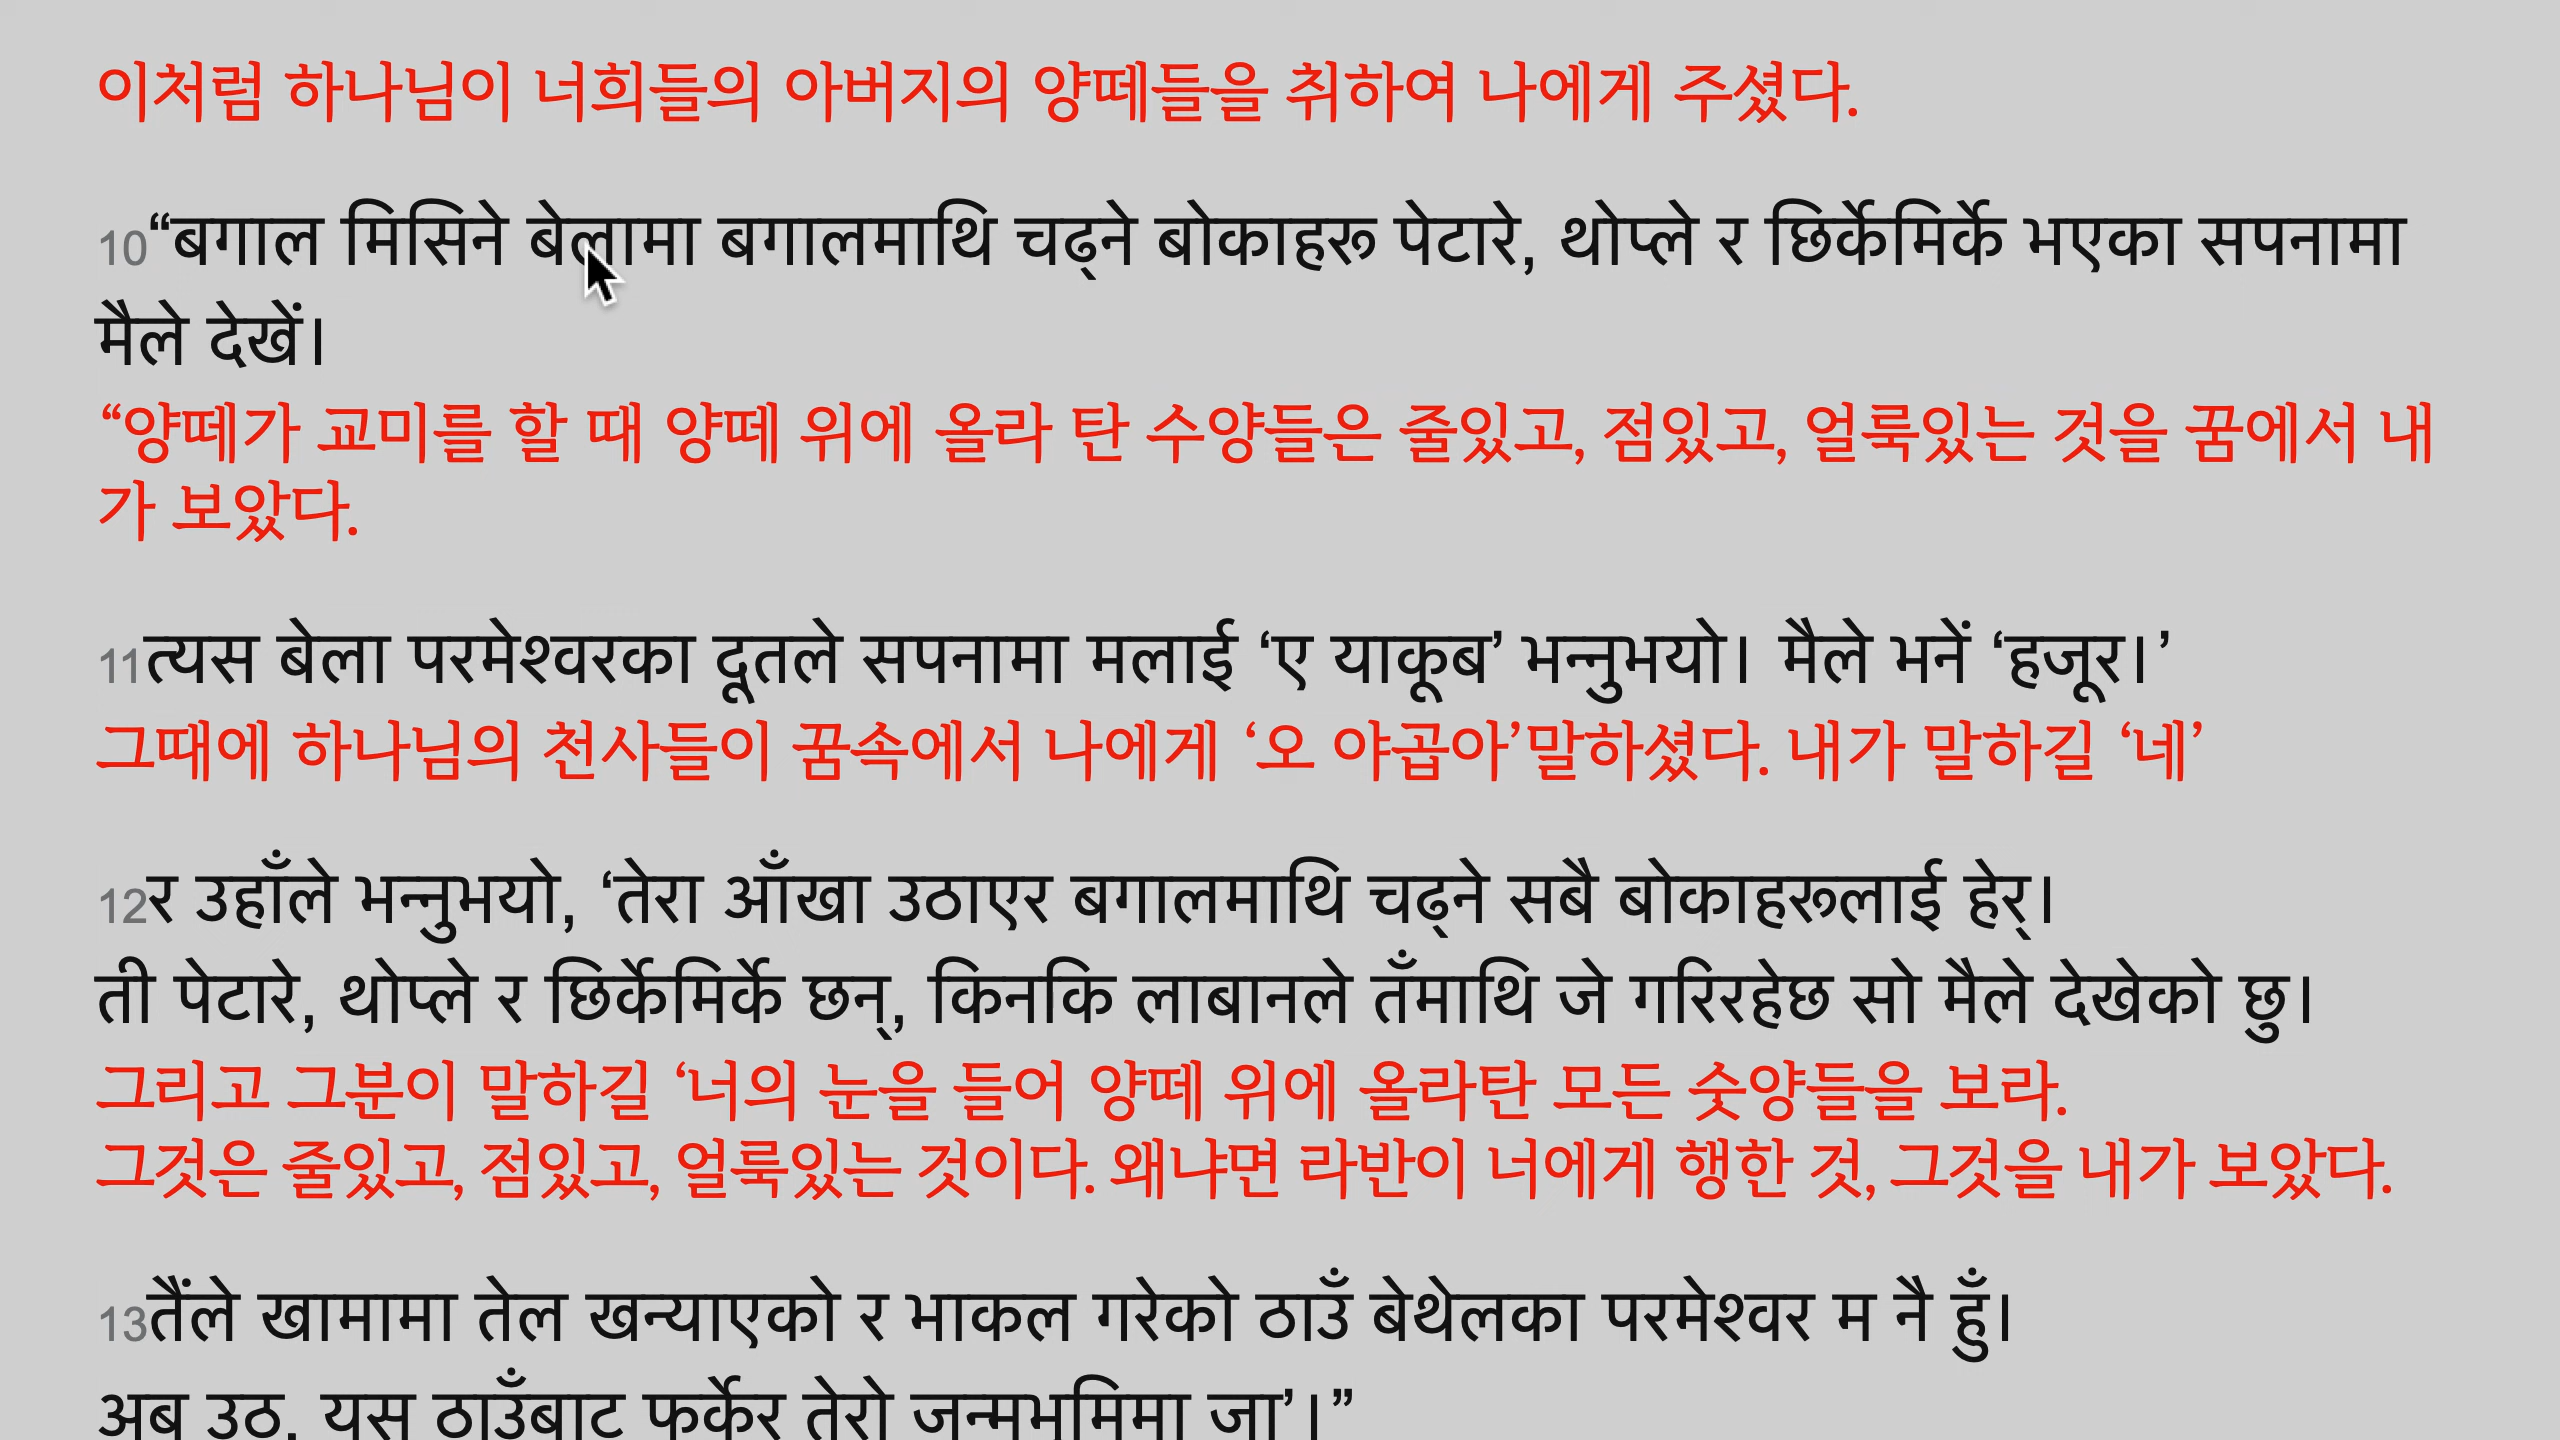 이처럼 하나님이 너희들의 아버지의 양떼들을 취하여 나에게 주셨다.
10“बगाल मिसिने बेलामा बगालमाथि चढ्ने बोकाहरू पेटारे, थोप्ले र छिर्केमिर्के भएका सपनामा
मैले देखें।
“양떼가 교미를 할 때 양떼 위에 올라 탄 수양들은 줄있고, 점있고, 얼룩있는 것을 꿈에서 내
가 보았다.
11त्यस बेला परमेश्वरका दूतले सपनामा मलाई ‘ए याकूब’ भन्नुभयो। मैले भनें ‘हजूर।’
그때에 하나님의 천사들이 꿈속에서 나에게 ‘오 야곱아’말하셨다. 내가 말하길 ‘네’
12र उहाँले भन्नुभयो, ‘तेरा आँखा उठाएर बगालमाथि चढ्ने सबै बोकाहरूलाई हेर्।
ती पेटारे, थोप्ले र छिर्केमिर्के छन्, किनकि लाबानले तँमाथि जे गरिरहेछ सो मैले देखेको छु।
그리고 그분이 말하길 ‘너의 눈을 들어 양떼 위에 올라탄 모든 숫양들을 보라.
그것은 줄있고, 점있고, 얼룩있는 것이다. 왜냐면 라반이 너에게 행한 것, 그것을 내가 보았다.
13तैंले खामामा तेल खन्याएको र भाकल गरेको ठाउँ बेथेलका परमेश्वर म नै हुँ।
अब उठ, यस ठाउँबाट फर्केर तेरो जन्मभूमिमा जा’।”